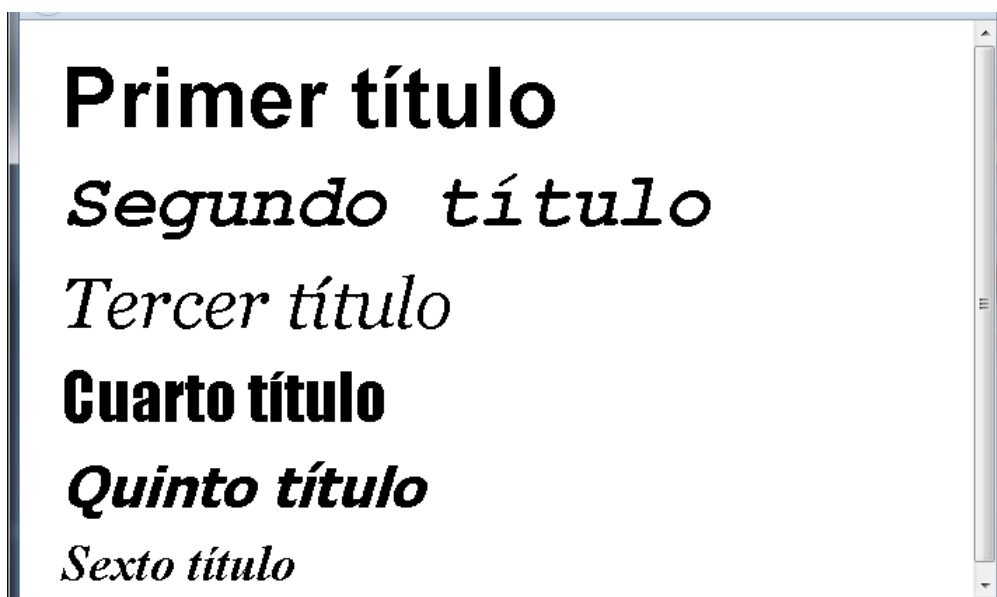 Primer título
Segundo título
Tercer título
Cuarto título
Quinto título
Sexto título